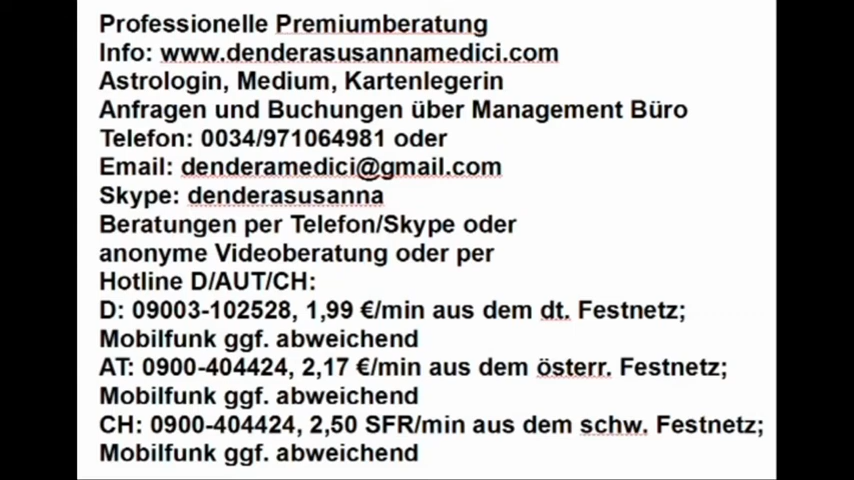 Professionelle Premiumberatung
Info: www.denderasusannamedici.com
Astrologin, Medium, Kartenlegerin
Anfragen und Buchungen über Management Büro
Telefon: 0034/971064981 oder
Email: denderamedici@gmail.com
Skype: denderasusanna
Beratungen per Telefon/Skype oder
anonyme Videoberatung oder per
Hotline D/AUT/CH:
D: 09003-102528, 1,99 €/min aus dem dt. Festnetz;
Mobilfunk ggf. abweichend
AT: 0900-404424, 2,17 €/min aus dem österr. Festnetz;
Mobilfunk ggf. abweichend
CH: 0900-404424, 2,50 SFR/min aus dem schw. Festnetz;
Mobilfunk ggf. abweichend